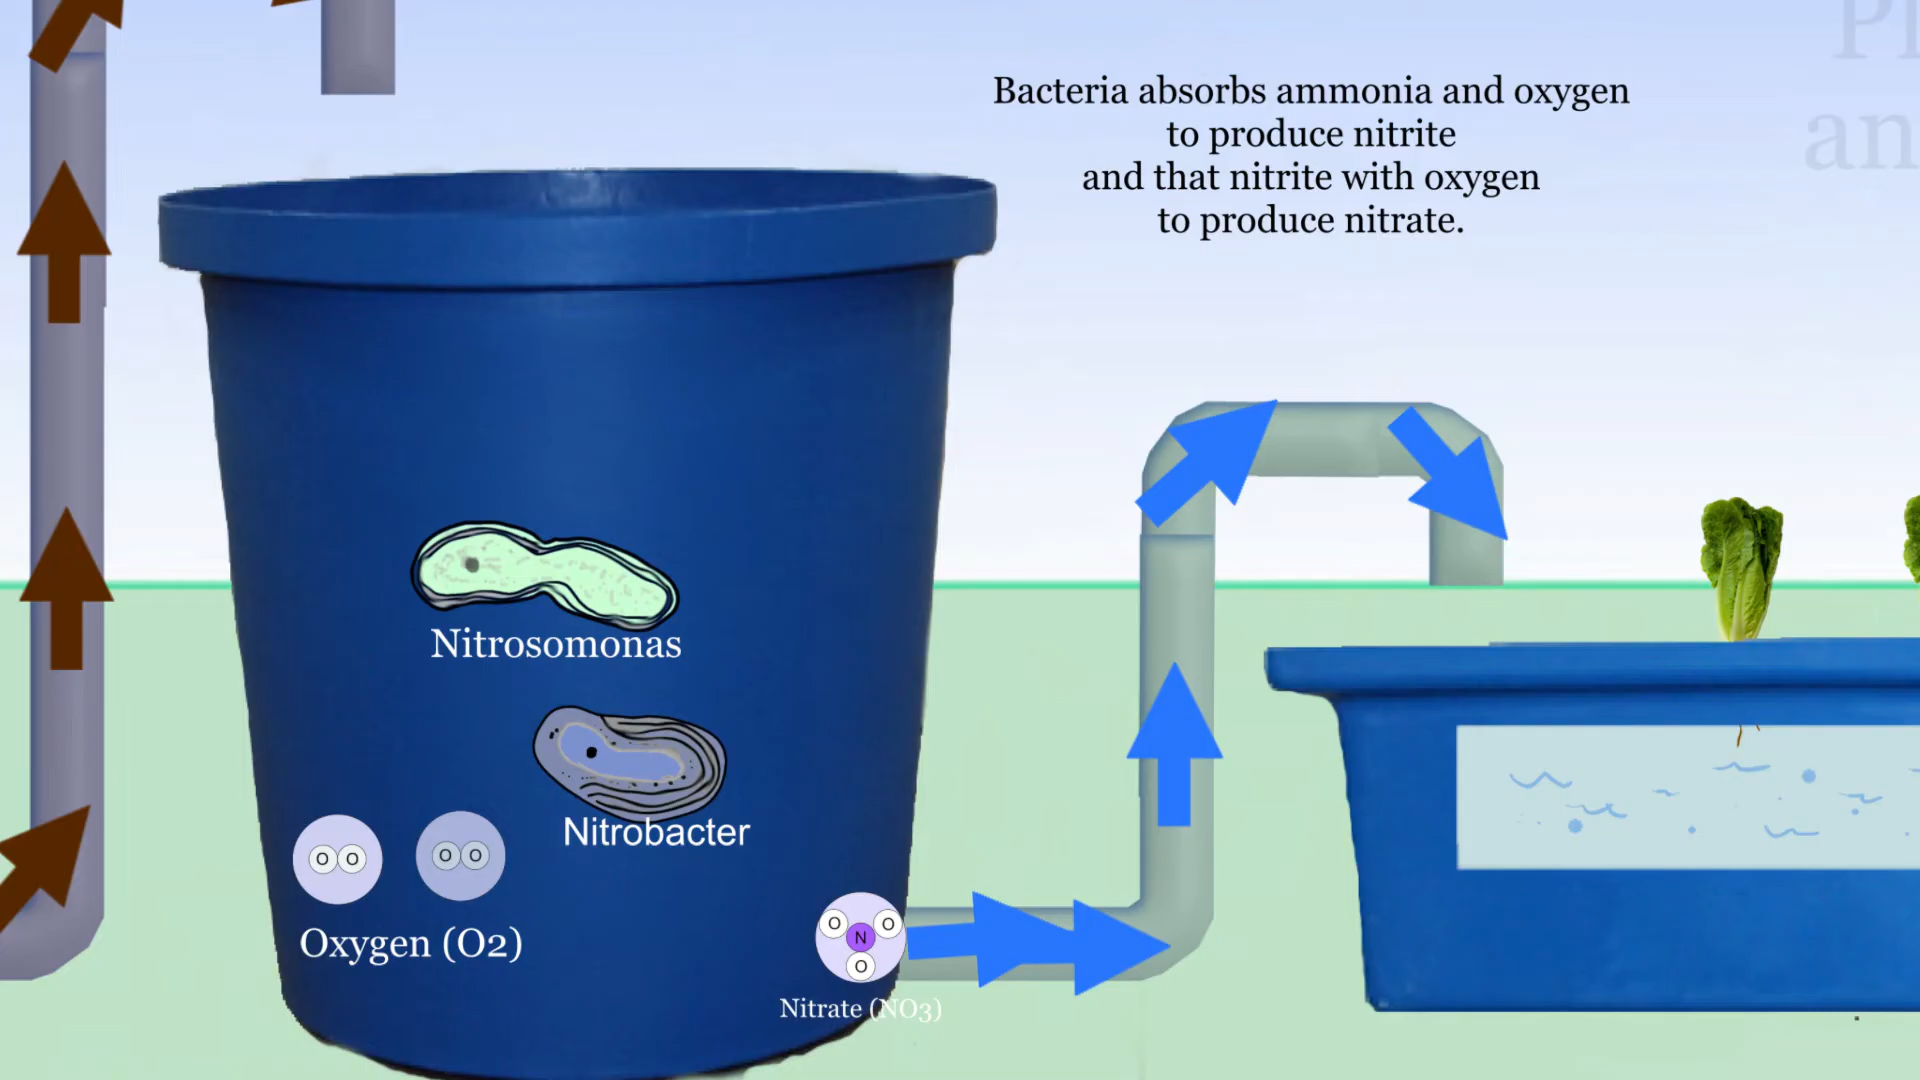 Bacteria absorbs ammonia and oxygen
to produce nitrite
and that nitrite with oxygen
to produce nitrate.
Nitrosomonas
Nitrobacter
O O
O O
Oxygen (O2)
O O
N
O
Nitrate (NO3)